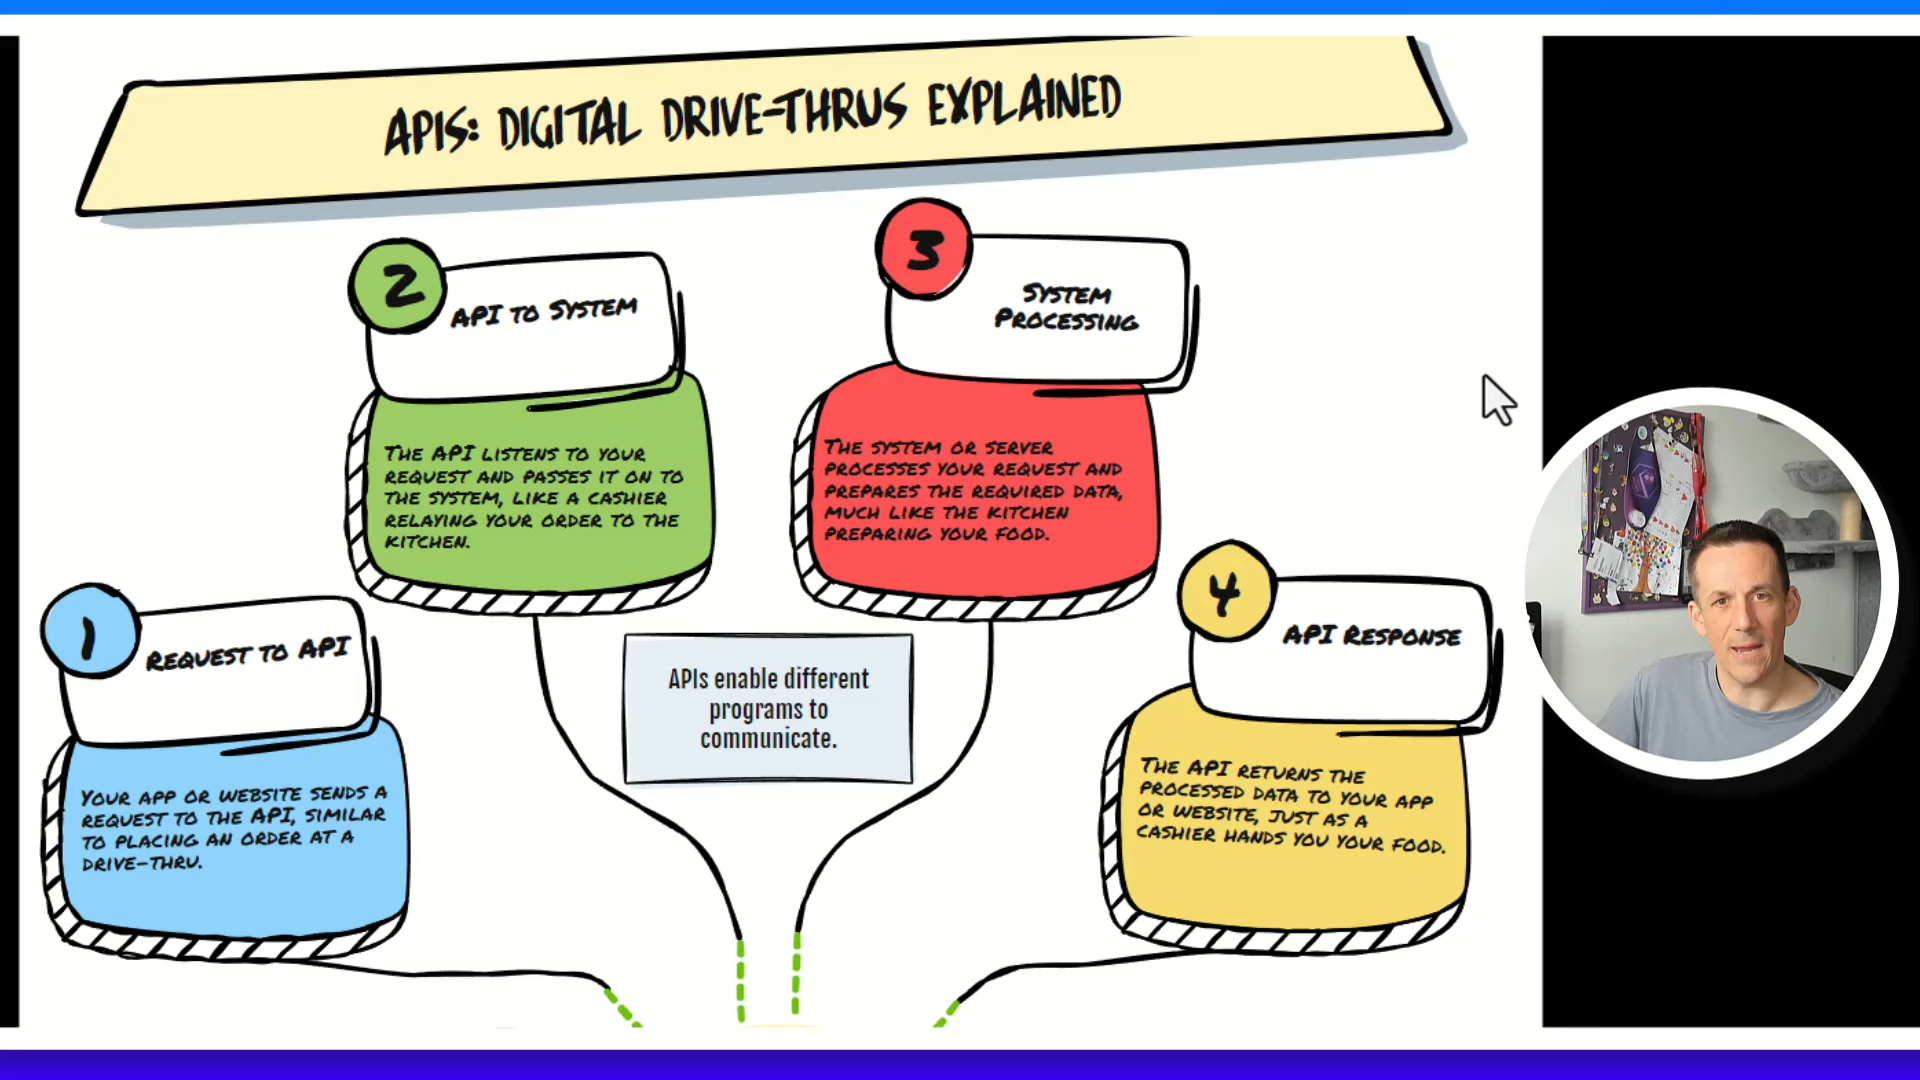 APIS: DIGITAL DRIVE-THRUS EXPLAINED
2
API TO SYSTEM
THE API LISTENS TO YOUR
REQUEST AND PASSES IT ON TO
THE SYSTEM, LIKE A CASHIER
RELAYING YOUR ORDER TO THE
KITCHEN.
3
SYSTEM
PROCESSING
THE SYSTEM OR SERVER
PROCESSES YOUR REQUEST AND
PREPARES THE REQUIRED DATA,
MUCH LIKE THE KITCHEN
PREPARING YOUR FOOD.
1
REQUEST TO API
YOUR APP OR WEBSITE SENDS A
REQUEST TO THE API, SIMILAR
TO PLACING AN ORDER AT A
DRIVE-THRU.
APIs enable different
programs to
communicate.
4
API RESPONSE
THE API RETURNS THE
PROCESSED DATA TO YOUR APP
OR WEBSITE, JUST AS A
CASHIER HANDS YOU YOUR FOOD.